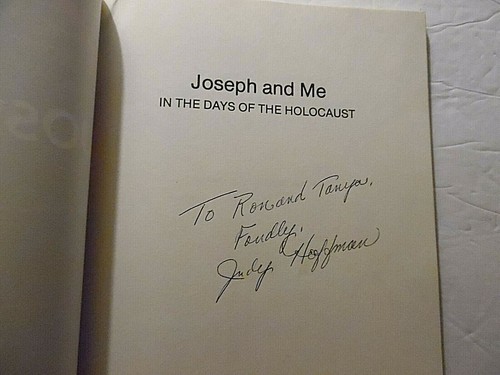 Joseph and Me
IN THE DAYS OF THE HOLOCAUST
To Ron and Tanya,
Fondly,
Judy Hoffman